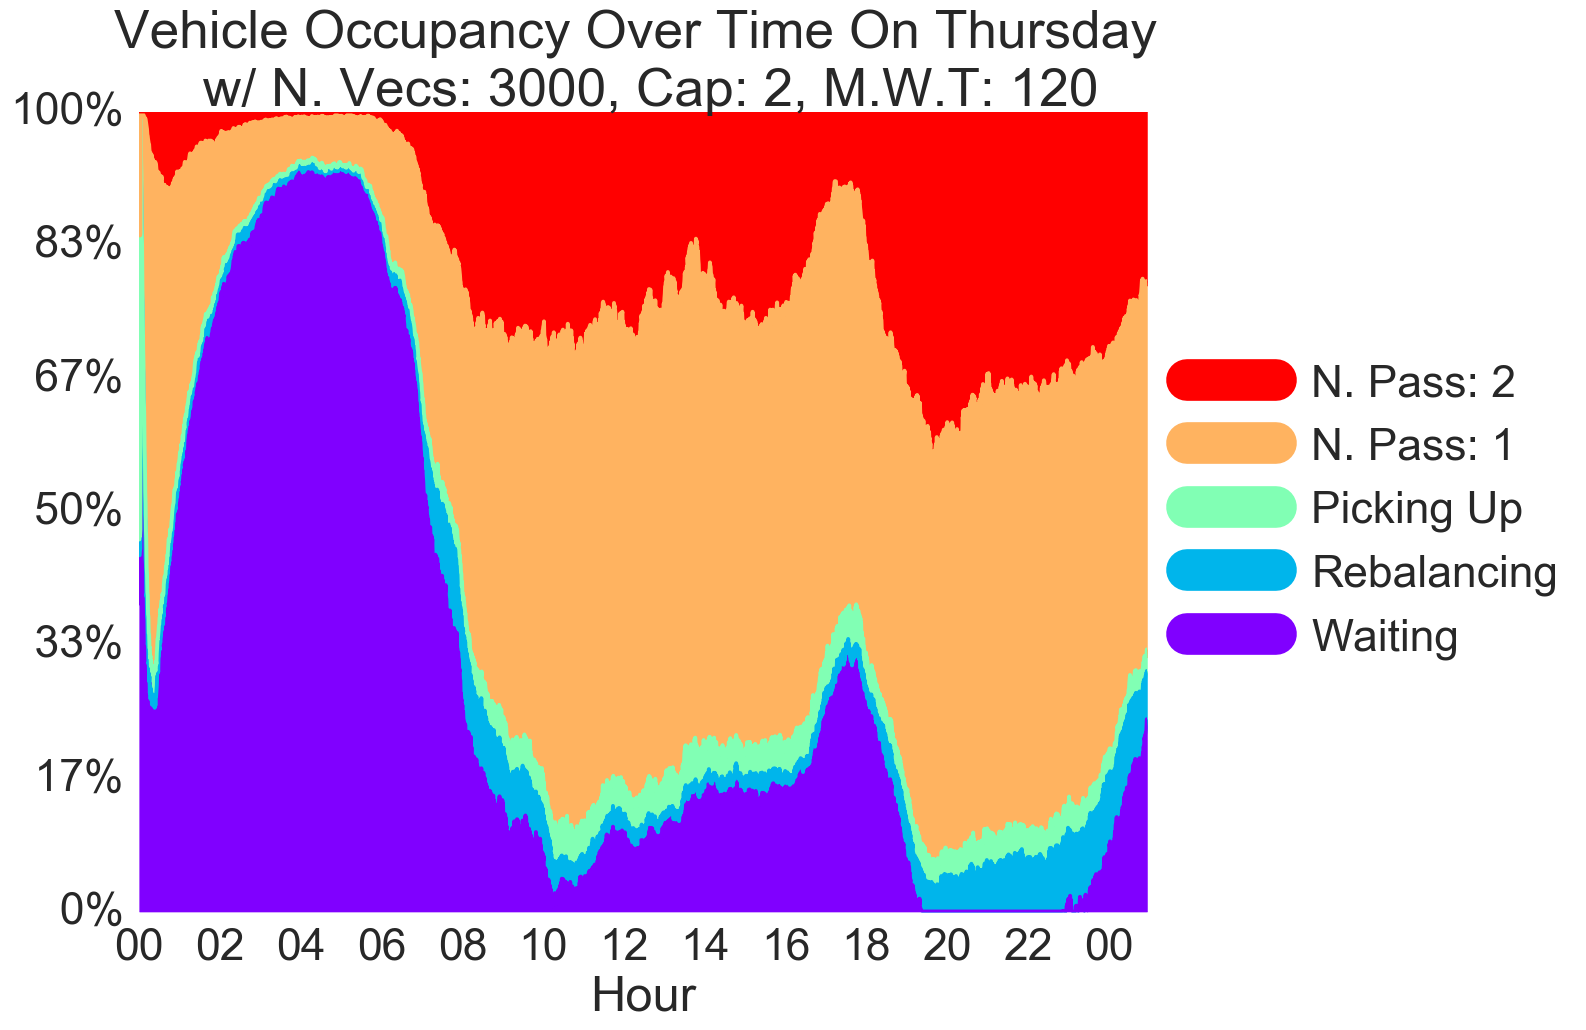 Vehicle Occupancy Over Time On Thursday
w/ N. Vecs: 3000, Cap: 2, M.W.T: 120
100%
83%
67%
50%
33%
17%
0%
00 02 04 06 08 10 12 14 16 18 20 22 00
Hour
N. Pass: 2
N. Pass: 1
Picking Up
Rebalancing
Waiting